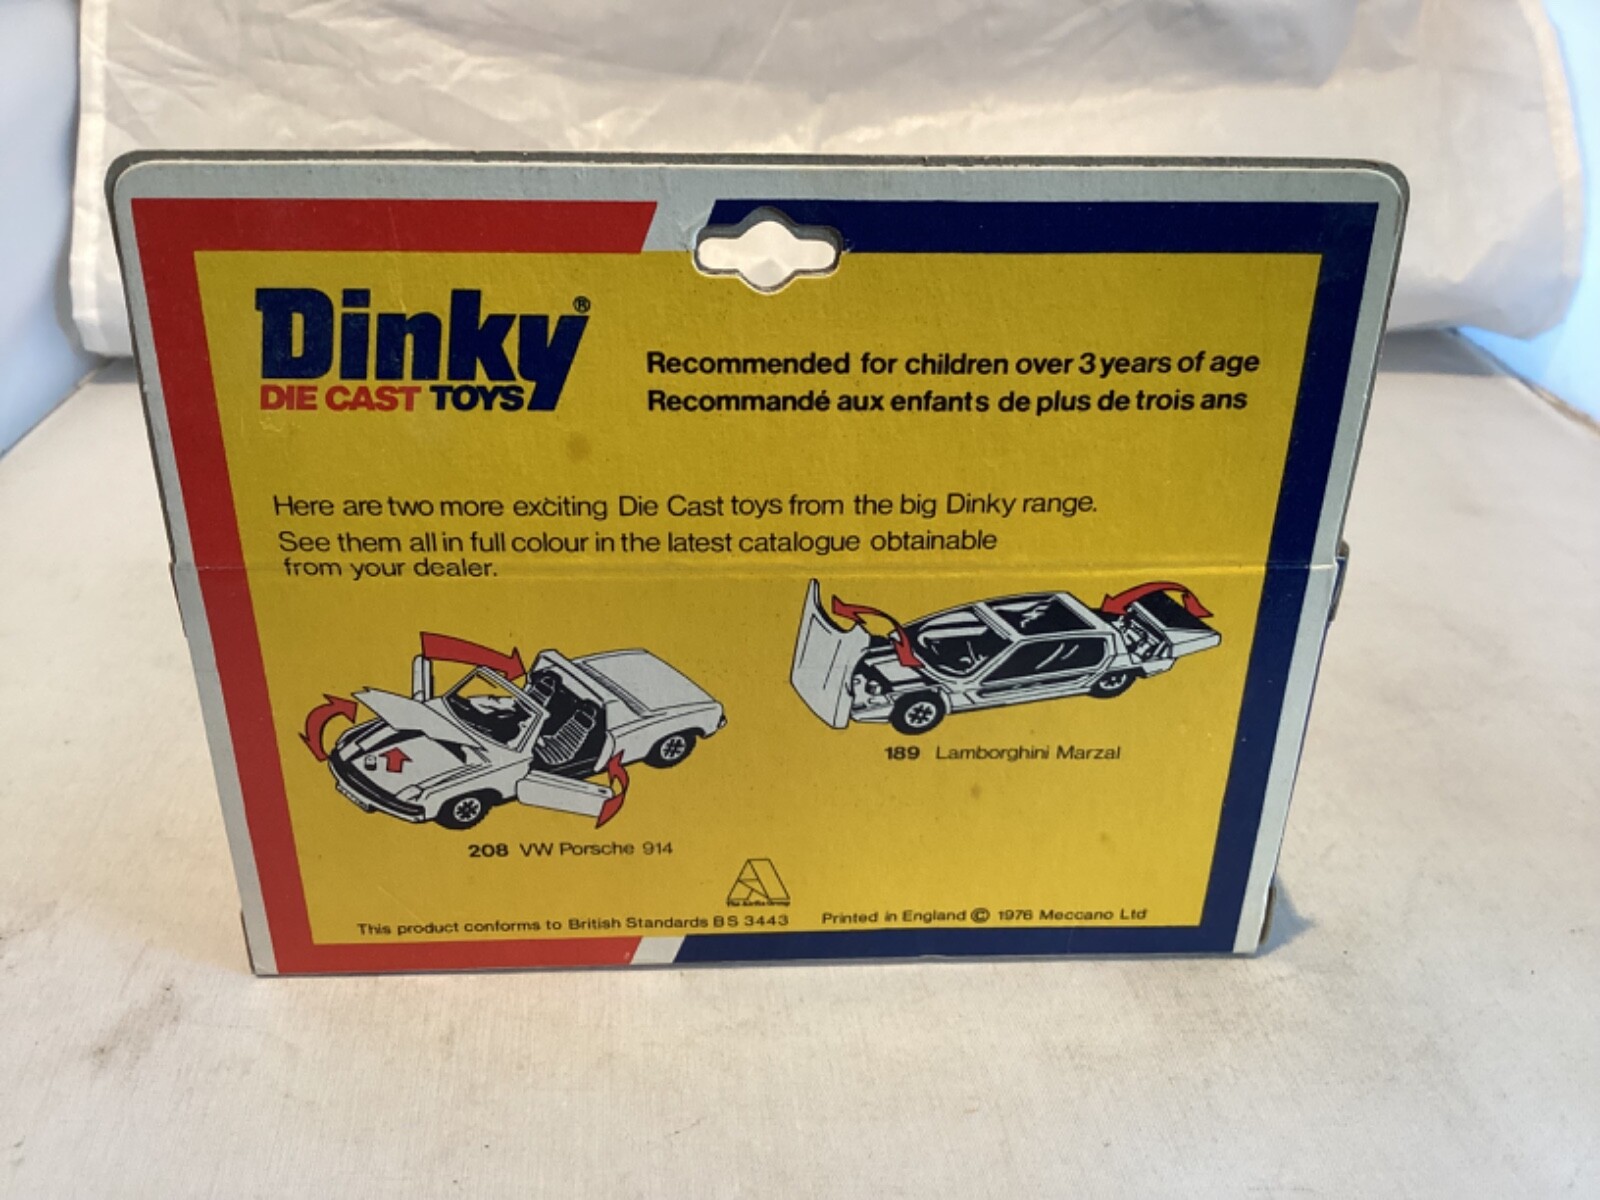 Dinky®
DIE CAST TOYS
Recommended for children over 3 years of age
Recommandé aux enfants de plus de trois ans
Here are two more exciting Die Cast toys from the big Dinky range.
See them all in full colour in the latest catalogue obtainable
from your dealer.
189 Lamborghini Marzal
208 VW Porsche 914
The Airfix Group
This product conforms to British Standards BS 3443
Printed in England © 1976 Meccano Ltd